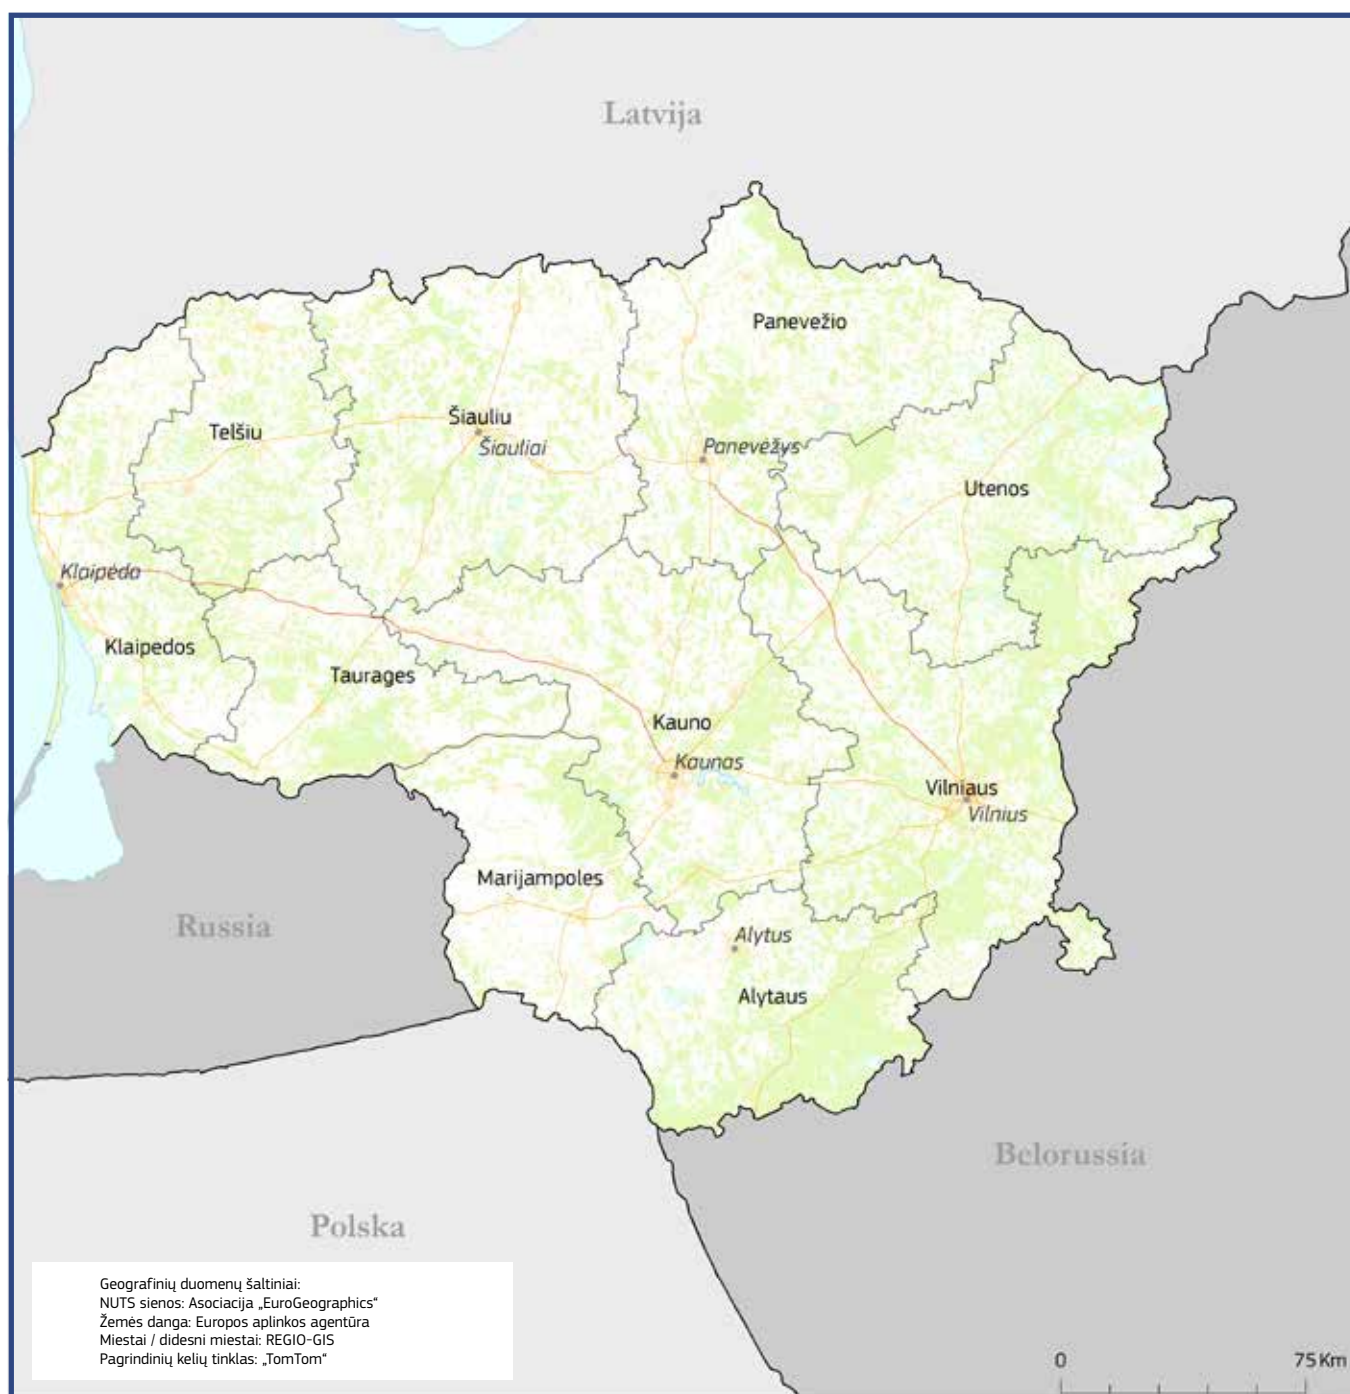 Latvija
Panevežio
Šiauliu
Telšiu
Šiauliai
Panevėžys
Utenos
Klaipėda
Klaipedos
Taurages
Kauno
Kaunas
Vilniaus
Vilnius
Marijampoles
Russia
Alytus
Alytaus
Belorussia
Polska
Geografinių duomenų šaltiniai:
NUTS sienos: Asociacija „EuroGeographics“
Žemės danga: Europos aplinkos agentūra
Miestai / didesni miestai: REGIO-GIS
Pagrindinių kelių tinklas: „TomTom“
0 75 Km